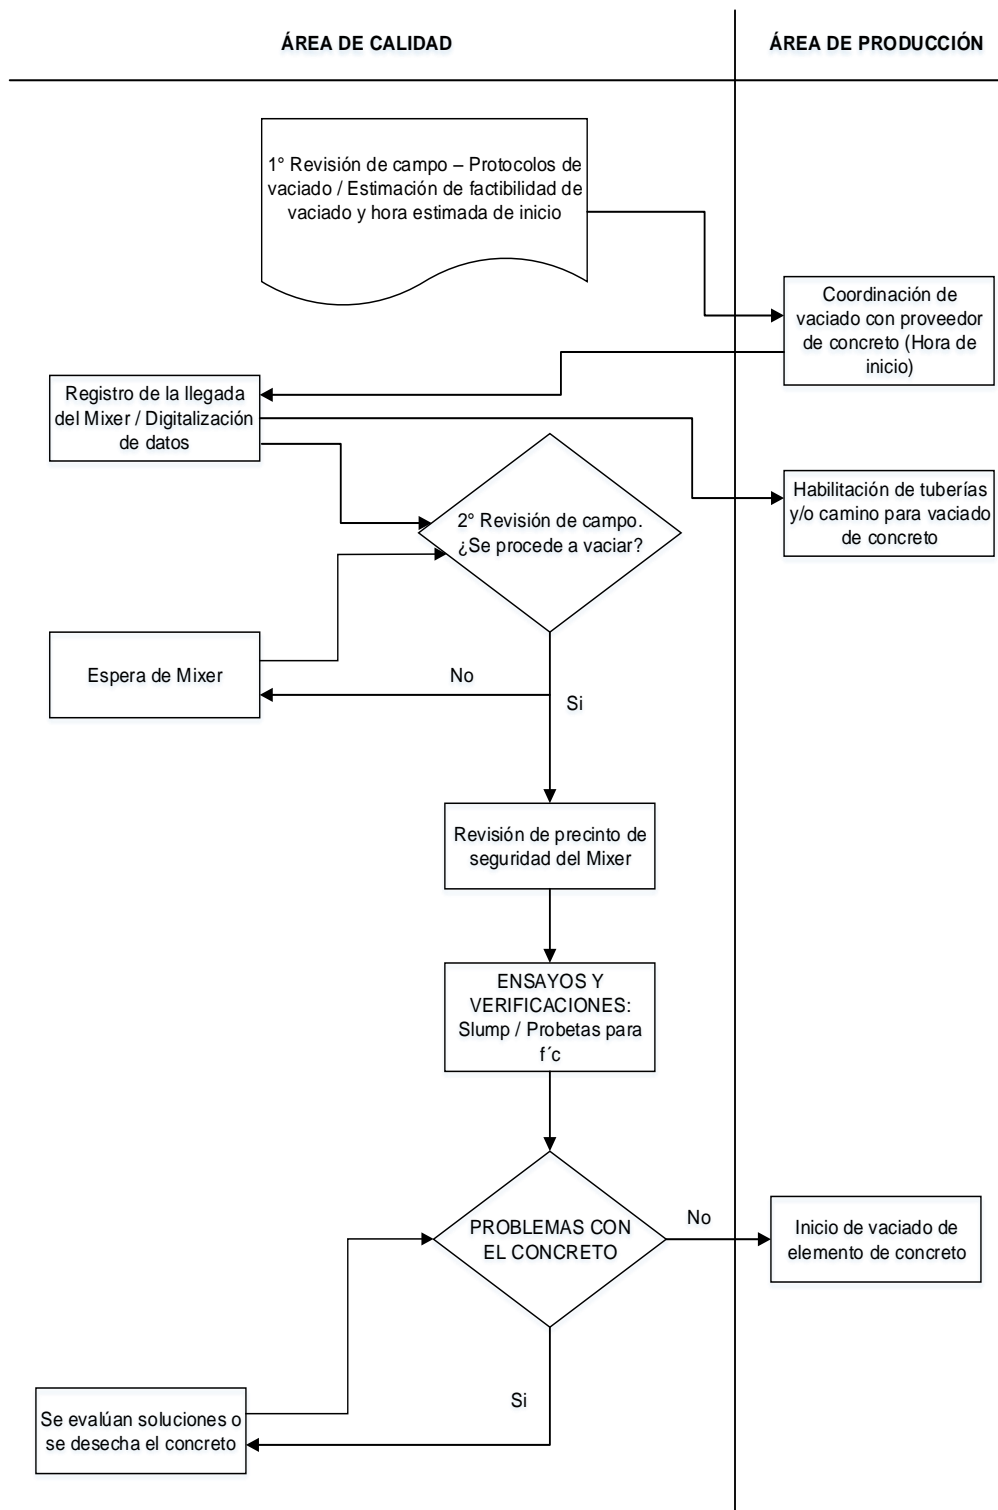 ÁREA DE CALIDAD
ÁREA DE PRODUCCIÓN
1° Revisión de campo – Protocolos de
vaciado / Estimación de factibilidad de
vaciado y hora estimada de inicio
Coordinación de
vaciado con proveedor
de concreto (Hora de
inicio)
Registro de la llegada
del Mixer / Digitalización
de datos
Habilitación de tuberías
y/o camino para vaciado
de concreto
2° Revisión de campo.
¿Se procede a vaciar?
Espera de Mixer
No
Si
Revisión de precinto de
seguridad del Mixer
ENSAYOS Y
VERIFICACIONES:
Slump / Probetas para
f´c
PROBLEMAS CON
EL CONCRETO
No
Inicio de vaciado de
elemento de concreto
Si
Se evalúan soluciones o
se desecha el concreto